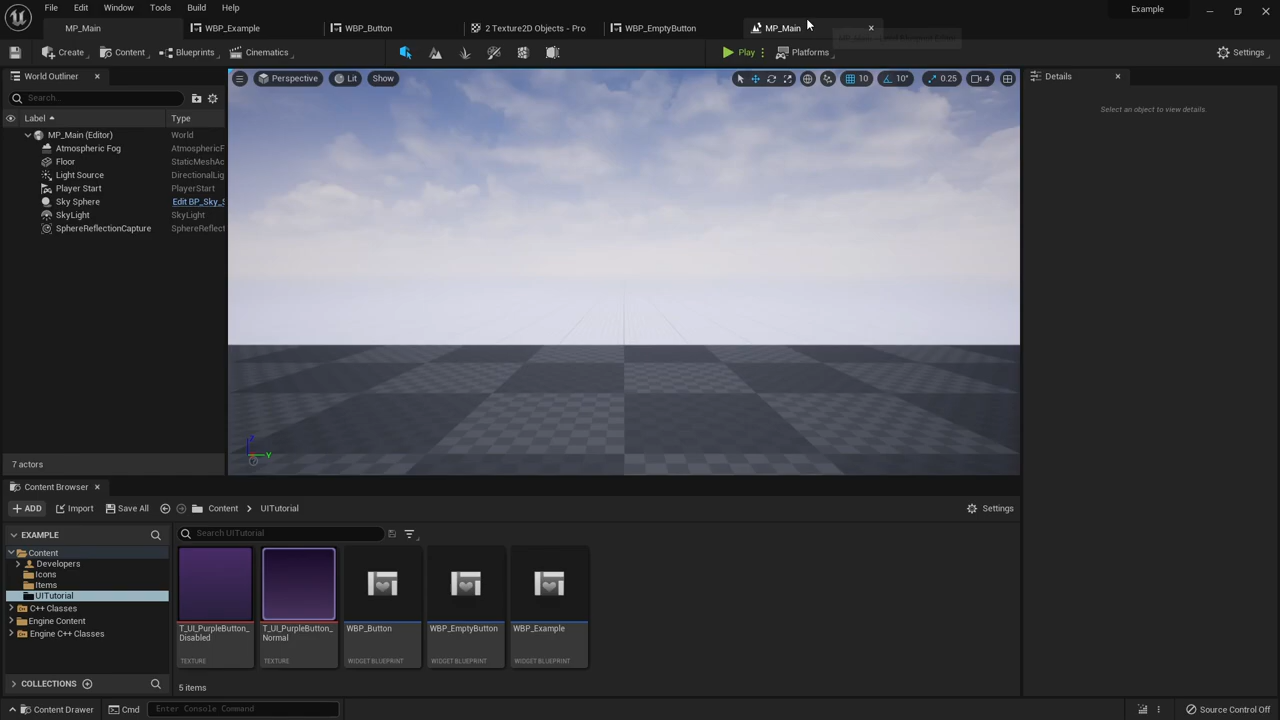 File Edit Window Tools Build Help
Example
MP_Main
WBP_Example
WBP_Button
2 Texture2D Objects - Pro
WBP_EmptyButton
MP_Main
Create
Content
Blueprints
Cinematics
Play
Platforms
Settings
World Outliner
Perspective
Lit
Show
10
10°
0.25
4
Details
Search...
Select an object to view details.
Label
Type
MP_Main (Editor)
World
Atmospheric Fog
AtmosphericF
Floor
StaticMeshAc
Light Source
DirectionalLig
Player Start
PlayerStart
Sky Sphere
Edit BP_Sky_S
SkyLight
SkyLight
SphereReflectionCapture
SphereReflect
Y
7 actors
Content Browser
ADD
Import
Save All
Content
UITutorial
Settings
EXAMPLE
Search UITutorial
Content
Developers
Icons
Items
UITutorial
C++ Classes
Engine Content
Engine C++ Classes
T_UI_PurpleButton_
Disabled
TEXTURE
T_UI_PurpleButton_
Normal
TEXTURE
WBP_Button
WIDGET BLUEPRINT
WBP_EmptyButton
WIDGET BLUEPRINT
WBP_Example
WIDGET BLUEPRINT
COLLECTIONS
5 items
Content Drawer
Cmd
Enter Console Command
Source Control Off